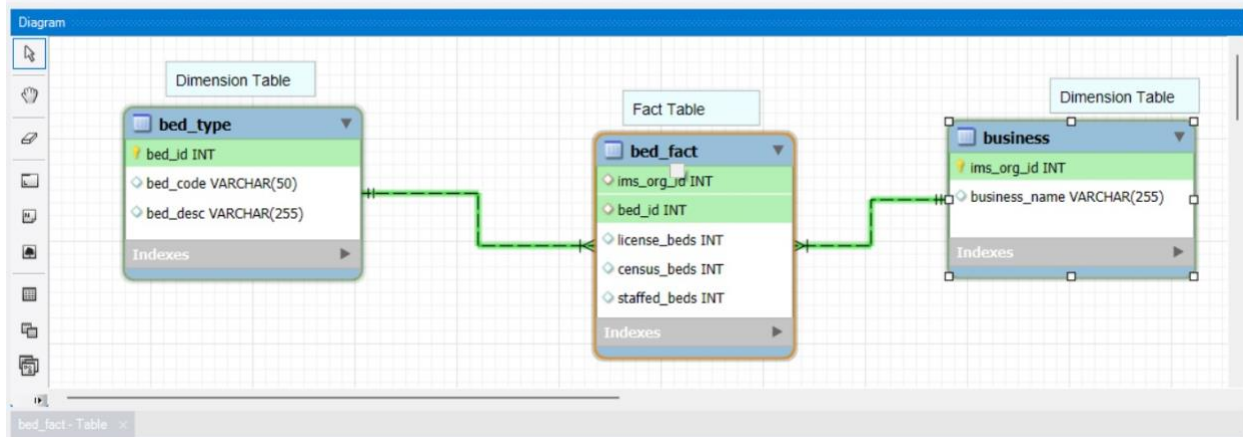 Diagram
Dimension Table
bed_type
bed_id INT
bed_code VARCHAR(50)
bed_desc VARCHAR(255)
Indexes
Fact Table
bed_fact
ims_org_id INT
bed_id INT
license_beds INT
census_beds INT
staffed_beds INT
Indexes
Dimension Table
business
ims_org_id INT
business_name VARCHAR(255)
Indexes
bed_fact - Table